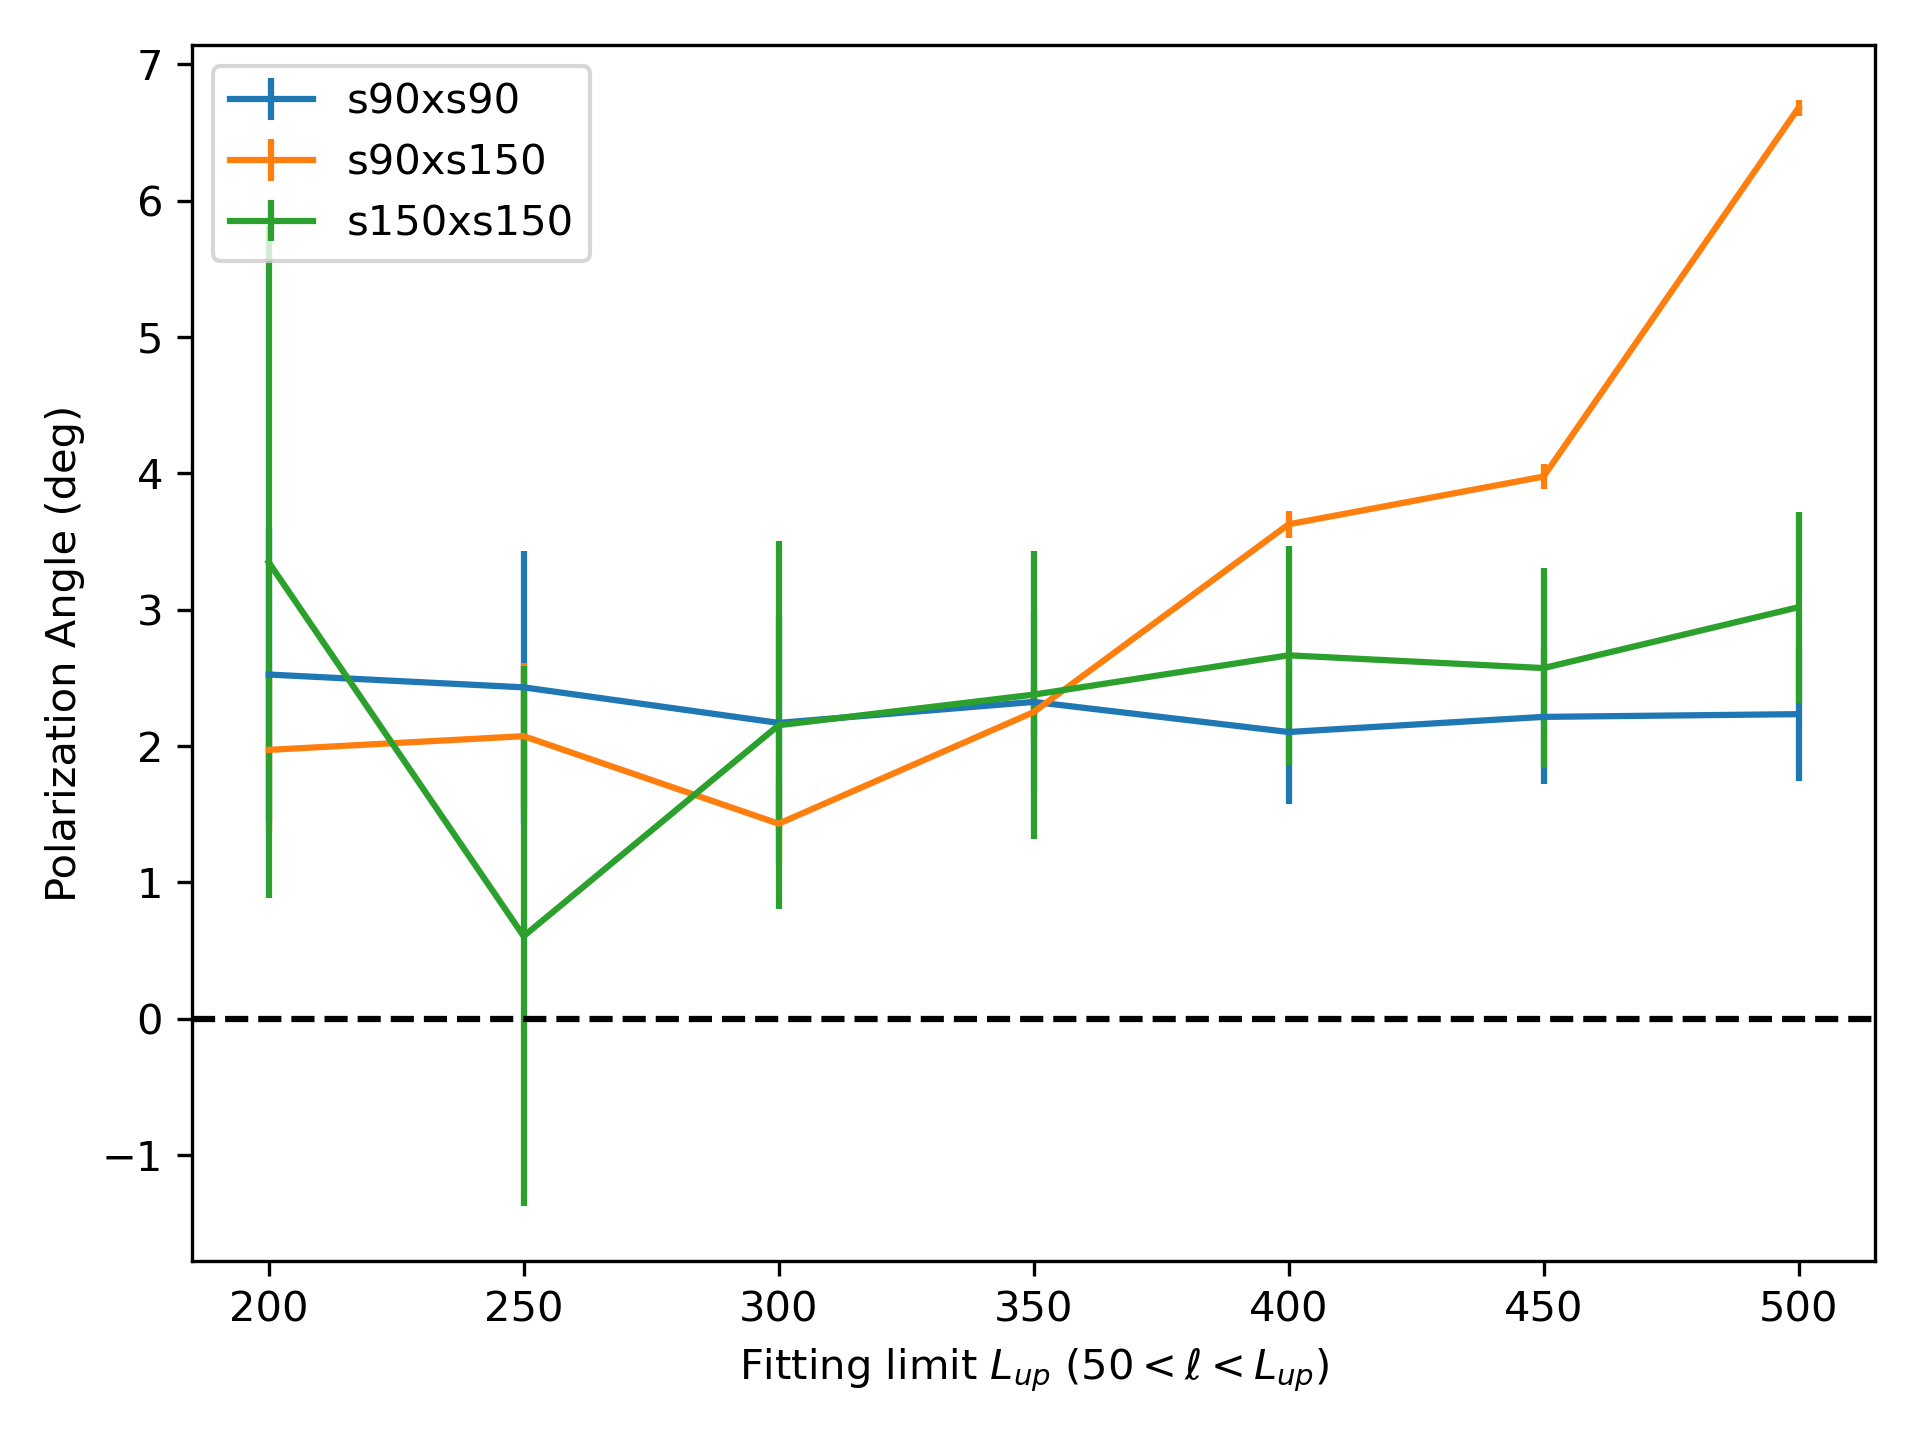 7
6
5
4
3
2
1
0
−1
Polarization Angle (deg)
s90xs90
s90xs150
s150xs150
200 250 300 350 400 450 500
Fitting limit L_up (50 < ℓ < L_up)